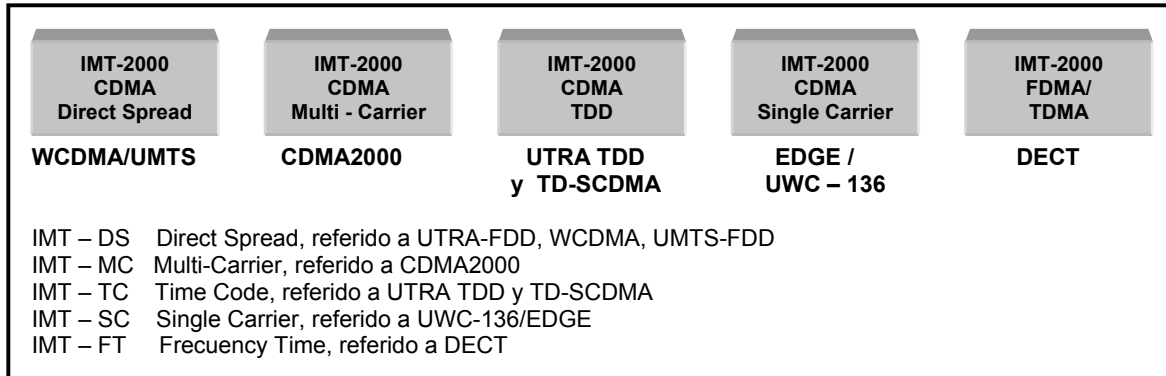 IMT-2000
CDMA
Direct Spread
IMT-2000
CDMA
Multi - Carrier
IMT-2000
CDMA
TDD
IMT-2000
CDMA
Single Carrier
IMT-2000
FDMA/
TDMA
WCDMA/UMTS
CDMA2000
UTRA TDD
y TD-SCDMA
EDGE /
UWC – 136
DECT
IMT – DS Direct Spread, referido a UTRA-FDD, WCDMA, UMTS-FDD
IMT – MC Multi-Carrier, referido a CDMA2000
IMT – TC Time Code, referido a UTRA TDD y TD-SCDMA
IMT – SC Single Carrier, referido a UWC-136/EDGE
IMT – FT Frecuency Time, referido a DECT